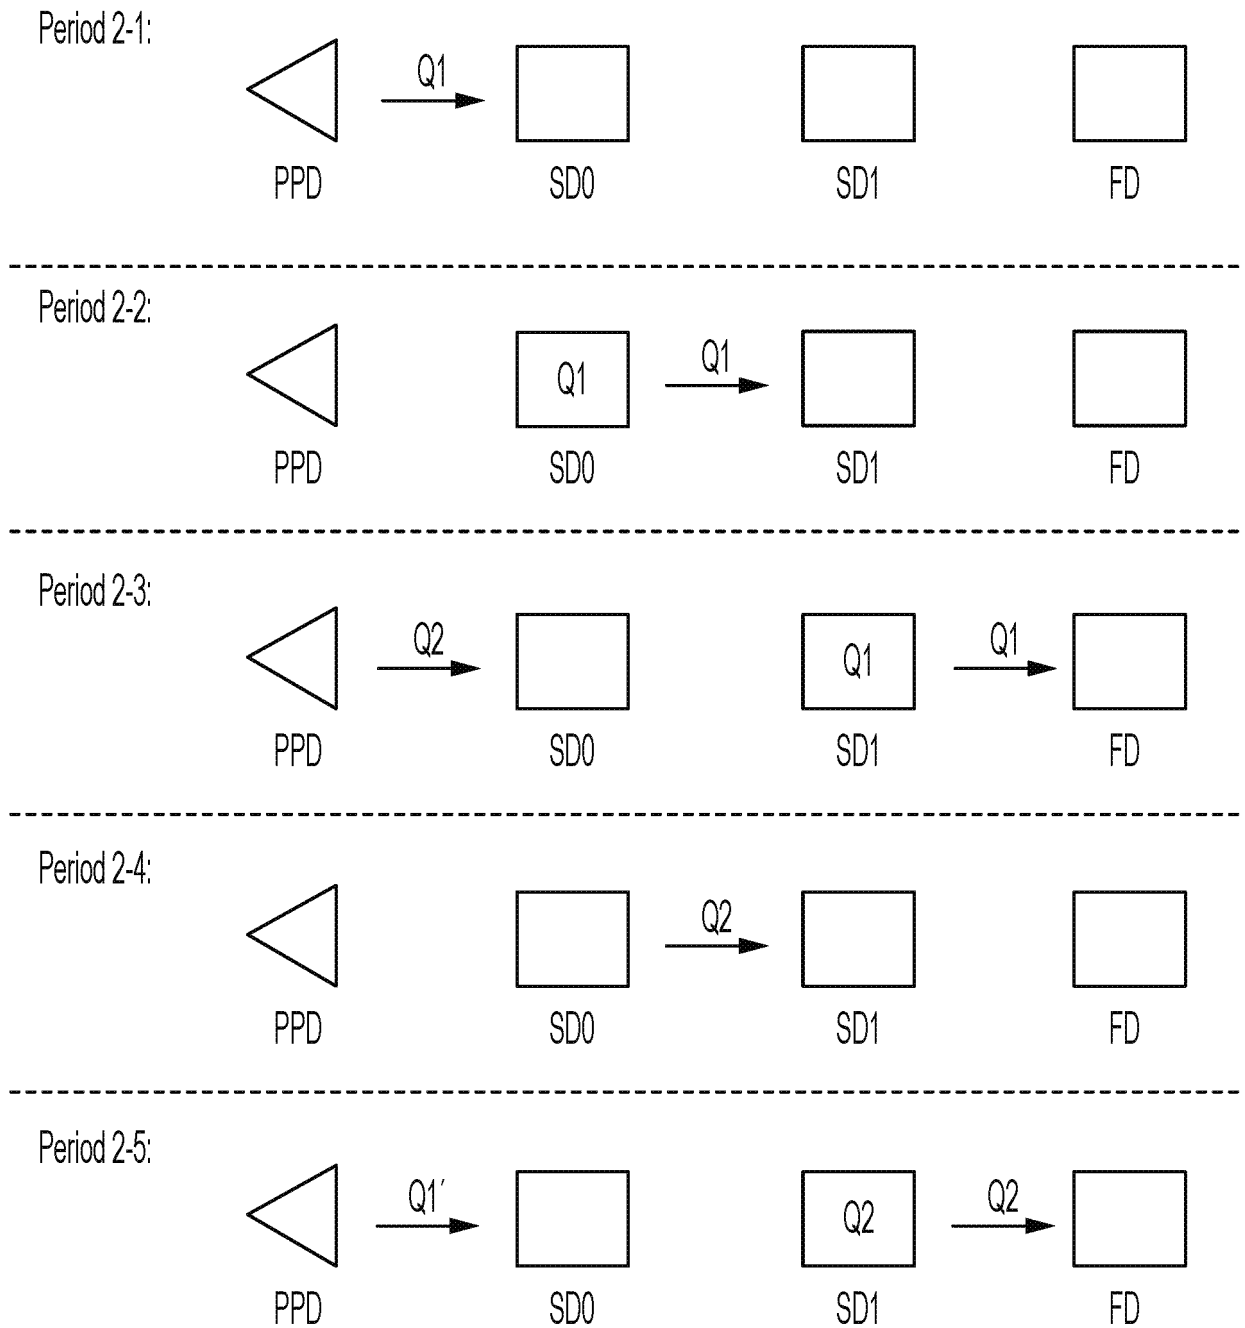 Period 2-1:
Q1
PPD SD0 SD1 FD
Period 2-2:
Q1 Q1
PPD SD0 SD1 FD
Period 2-3:
Q2 Q1 Q1
PPD SD0 SD1 FD
Period 2-4:
Q2
PPD SD0 SD1 FD
Period 2-5:
Q1′ Q2 Q2
PPD SD0 SD1 FD